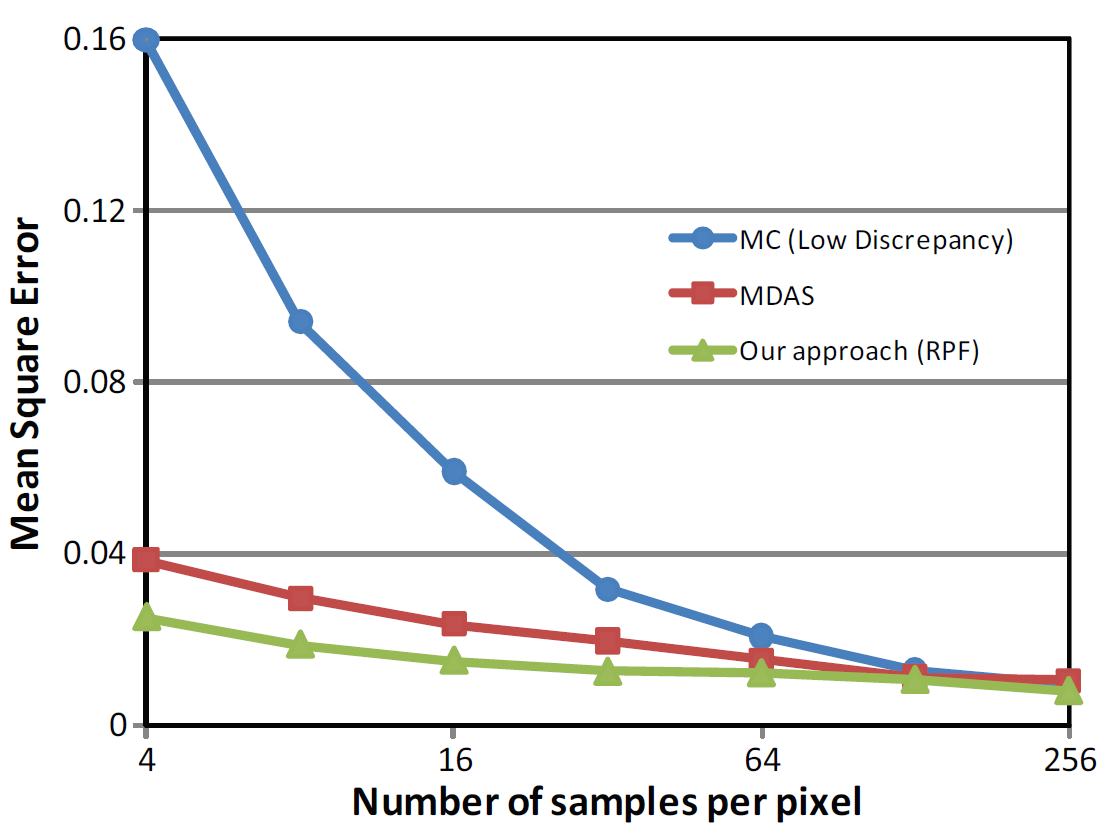 Mean Square Error
0.16
0.12
0.08
0.04
0
MC (Low Discrepancy)
MDAS
Our approach (RPF)
4 16 64 256
Number of samples per pixel